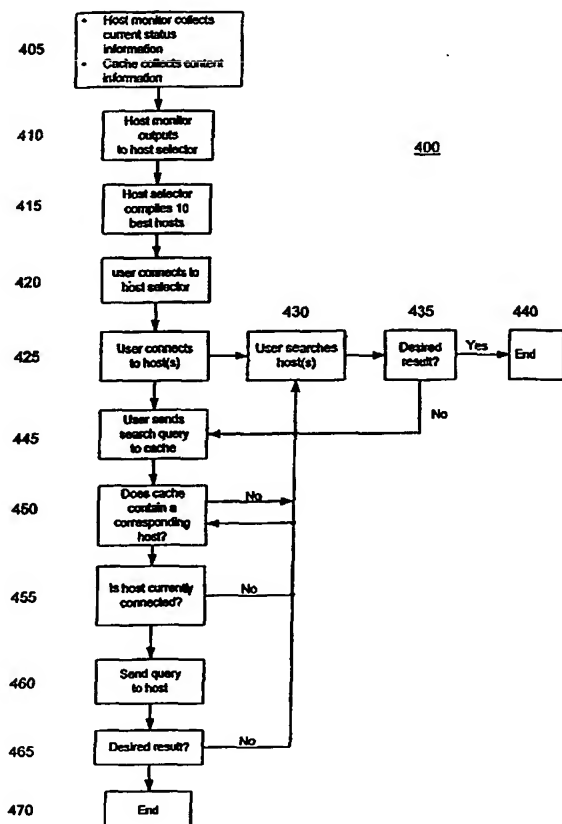 405
• Host monitor collects
current status
information
• Cache collects content
information
410
Host monitor
outputs
to host selector
400
415
Host selector
compiles 10
best hosts
420
user connects to
host selector
430
435
440
425
User connects
to host(s)
User searches
host(s)
Desired
result?
Yes
End
No
445
User sends
search query
to cache
450
Does cache
contain a
corresponding
host?
No
455
Is host currently
connected?
No
460
Send query
to host
465
Desired result?
No
470
End